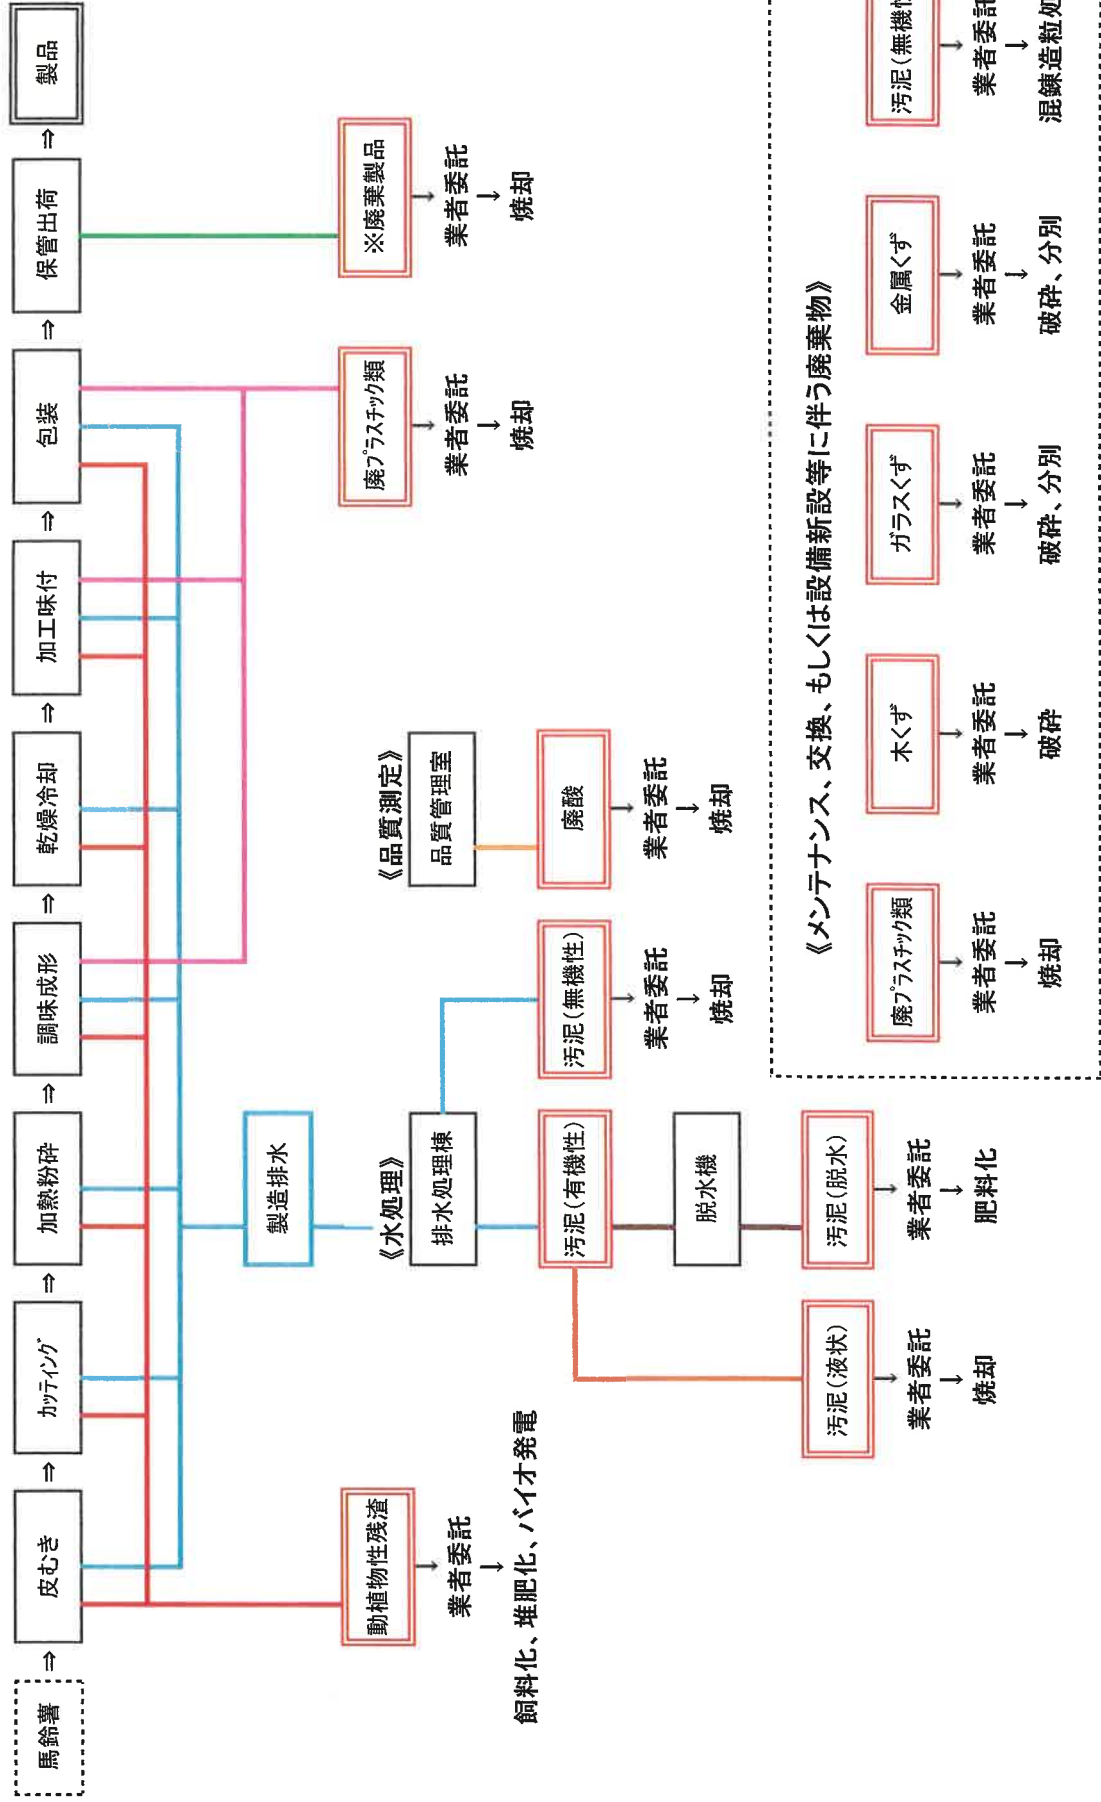 馬鈴薯 ⇒ 皮むき ⇒ カッティング ⇒ 加熱粉砕 ⇒ 調味成形 ⇒ 乾燥冷却 ⇒ 加工味付 ⇒ 包装 ⇒ 保管出荷 ⇒ 製品
動植物性残渣
↓
業者委託
↓
飼料化、堆肥化、バイオ発電
製造排水
《水処理》
排水処理棟
汚泥(有機性)
脱水機
汚泥(液状)
↓
業者委託
↓
焼却
汚泥(脱水)
↓
業者委託
↓
肥料化
汚泥(無機性)
↓
業者委託
↓
焼却
《品質測定》
品質管理室
廃酸
↓
業者委託
↓
焼却
廃プラスチック類
↓
業者委託
↓
焼却
※廃棄製品
↓
業者委託
↓
焼却
《メンテナンス、交換、もしくは設備新設等に伴う廃棄物》
廃プラスチック類
↓
業者委託
↓
焼却
木くず
↓
業者委託
↓
破砕
ガラスくず
↓
業者委託
↓
破砕、分別
金属くず
↓
業者委託
↓
破砕、分別
汚泥(無機性
↓
業者委託
↓
混錬造粒処